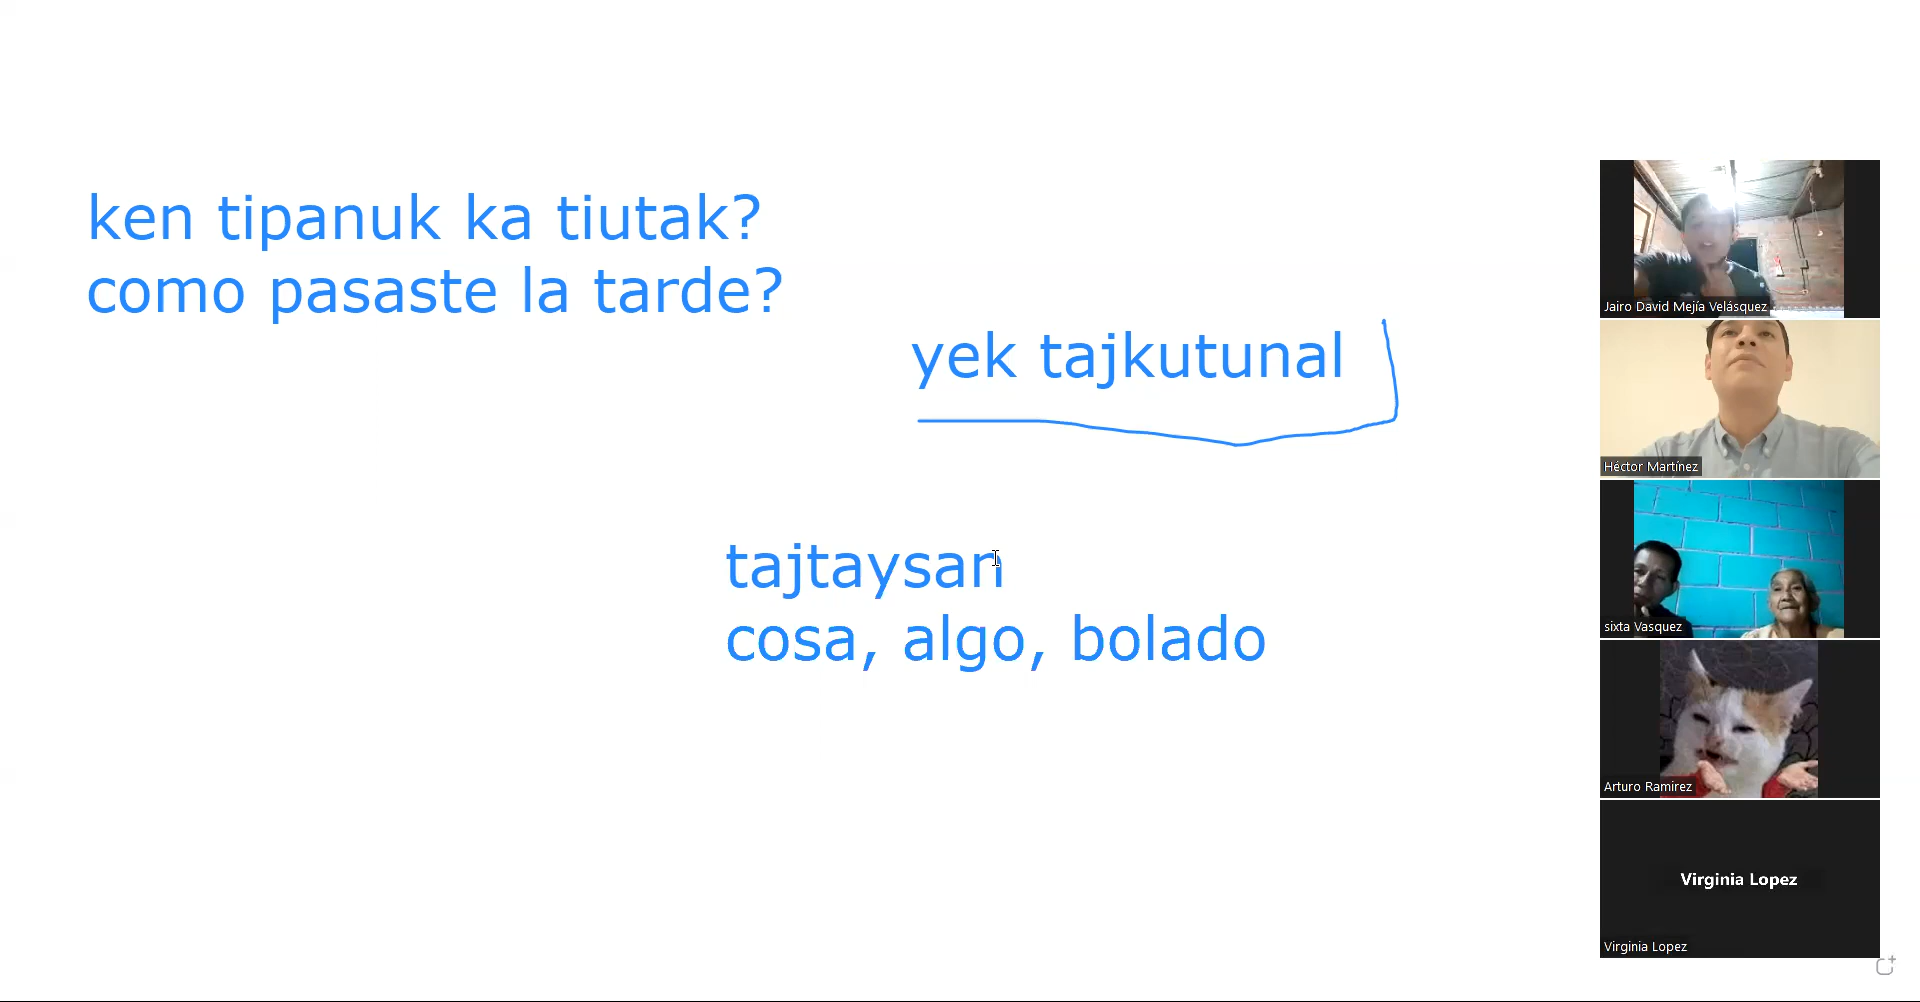 ken tipanuk ka tiutak?
como pasaste la tarde?
yek tajkutunal
tajtaysan
cosa, algo, bolado
Jairo David Mejía Velásquez
Héctor Martínez
sixta Vasquez
Arturo Ramirez
Virginia Lopez
Virginia Lopez